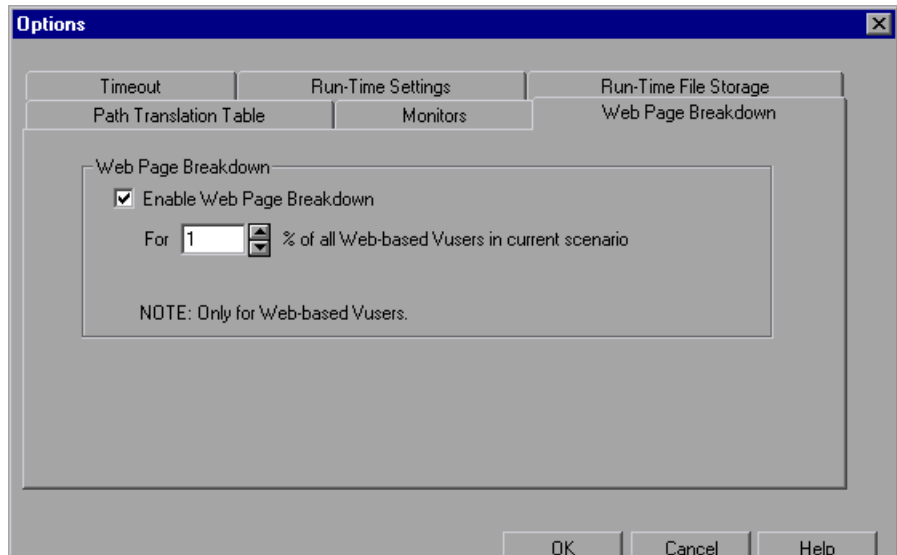 Options
Timeout
Run-Time Settings
Run-Time File Storage
Path Translation Table
Monitors
Web Page Breakdown
Web Page Breakdown
Enable Web Page Breakdown
For 1 % of all Web-based Vusers in current scenario
NOTE: Only for Web-based Vusers.
OK
Cancel
Help